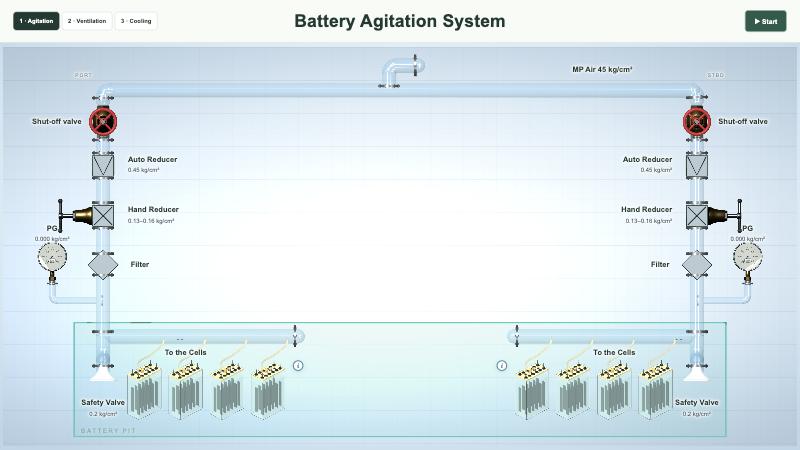 1 · Agitation
2 · Ventilation
3 · Cooling
Battery Agitation System
Start
MP Air 45 kg/cm²
PORT
STBD
Shut-off valve
Shut-off valve
Auto Reducer
0.45 kg/cm²
Auto Reducer
0.45 kg/cm²
Hand Reducer
0.13–0.16 kg/cm²
Hand Reducer
0.13–0.16 kg/cm²
PG
0.000 kg/cm²
PG
0.000 kg/cm²
Filter
Filter
To the Cells
To the Cells
i
i
Safety Valve
0.2 kg/cm²
Safety Valve
0.2 kg/cm²
BATTERY PIT